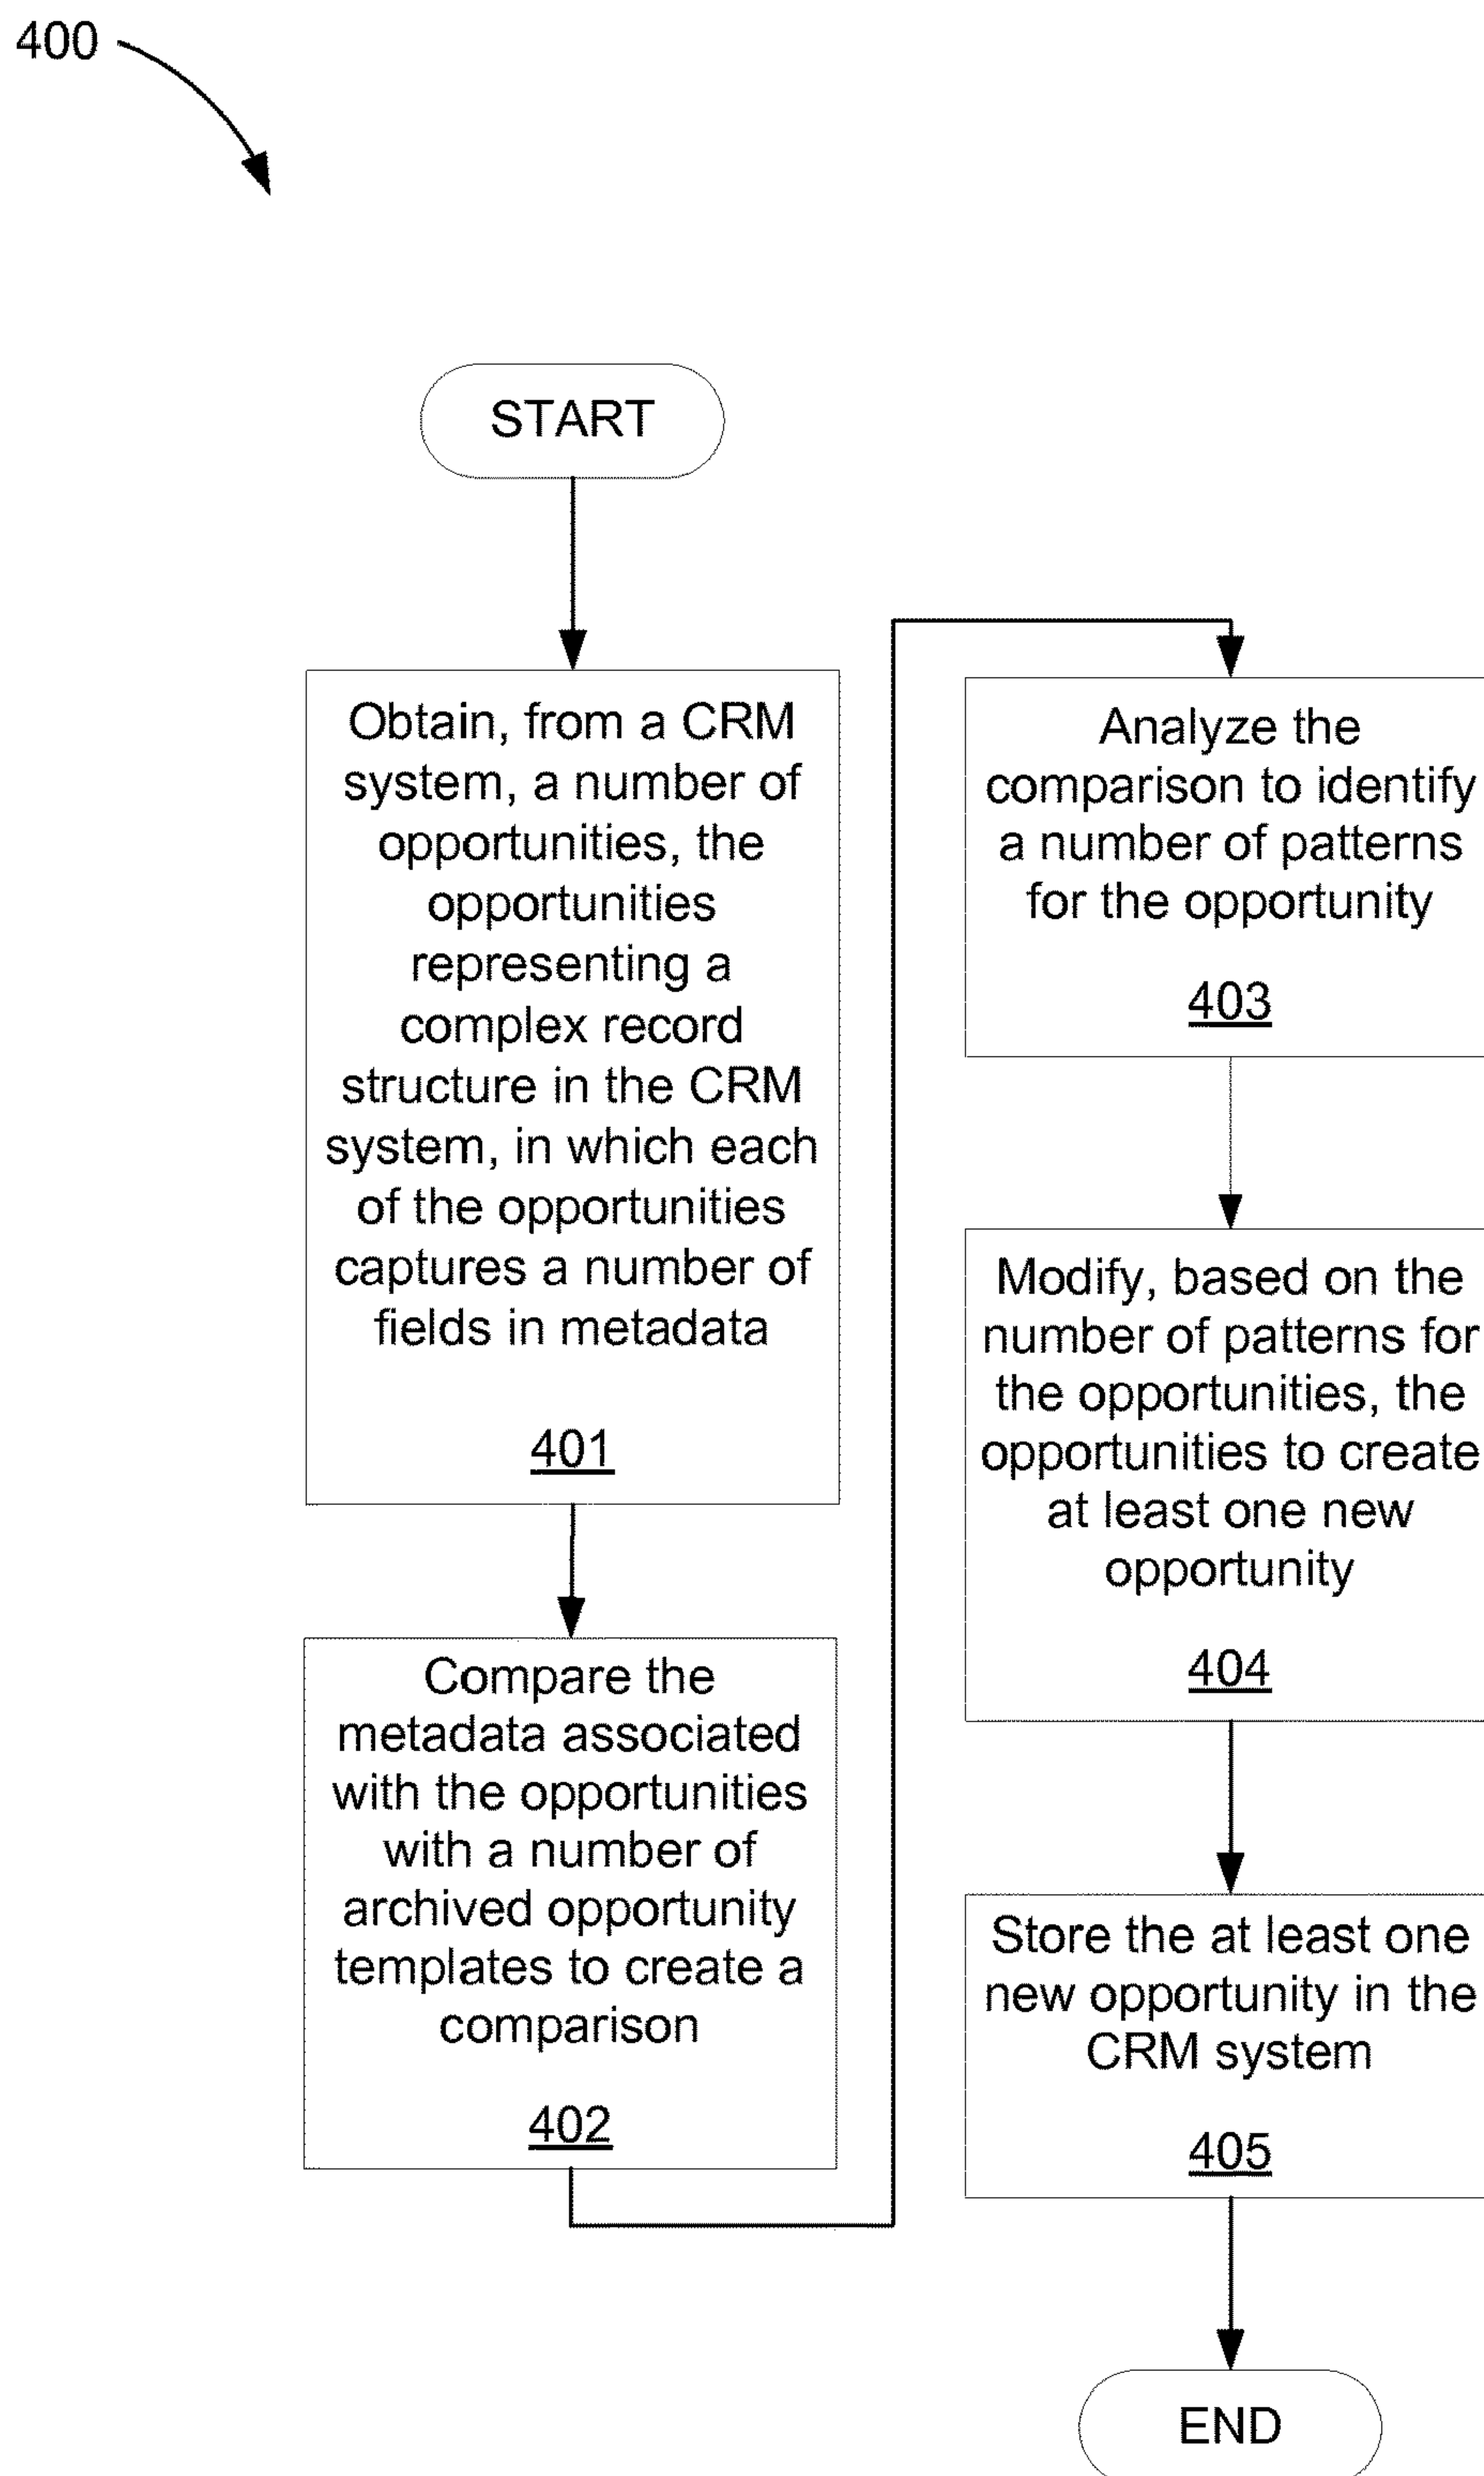 400
START
Obtain, from a CRM
system, a number of
opportunities, the
opportunities
representing a
complex record
structure in the CRM
system, in which each
of the opportunities
captures a number of
fields in metadata
401
Compare the
metadata associated
with the opportunities
with a number of
archived opportunity
templates to create a
comparison
402
Analyze the
comparison to identify
a number of patterns
for the opportunity
403
Modify, based on the
number of patterns for
the opportunities, the
opportunities to create
at least one new
opportunity
404
Store the at least one
new opportunity in the
CRM system
405
END